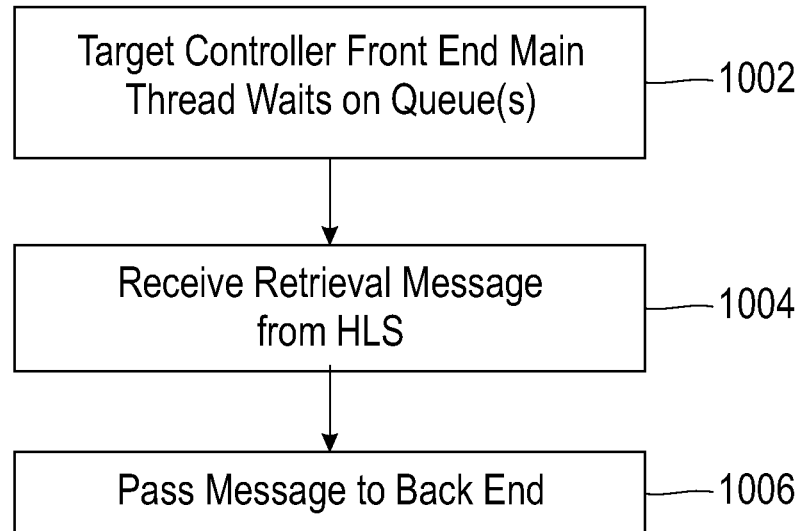 Target Controller Front End Main
Thread Waits on Queue(s)
1002
Receive Retrieval Message
from HLS
1004
Pass Message to Back End
1006